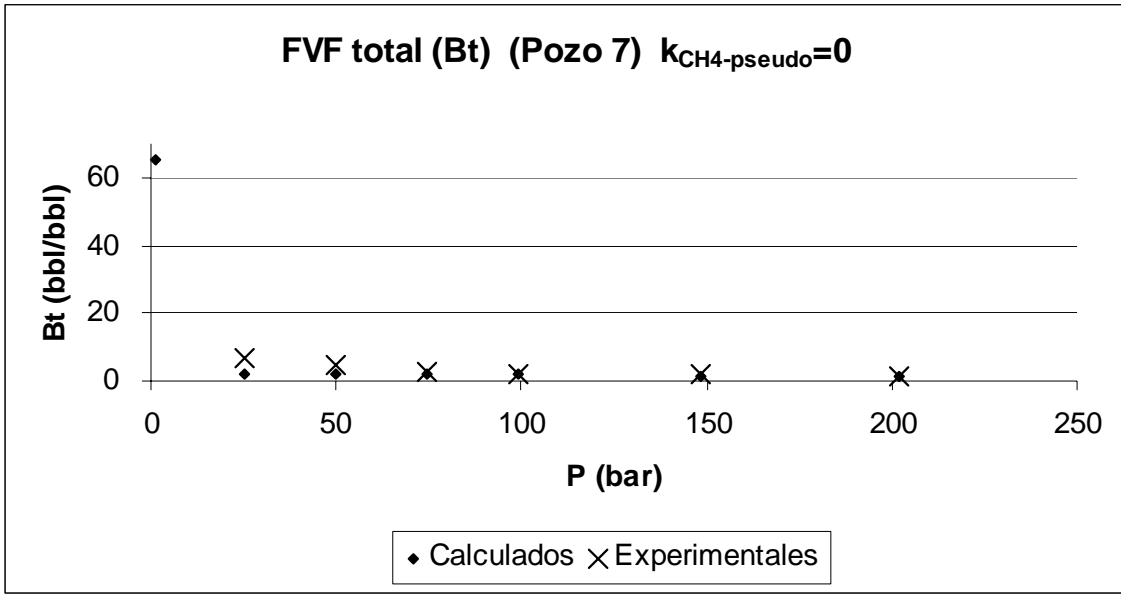 FVF total (Bt) (Pozo 7) kCH4-pseudo=0
Bt (bbl/bbl)
60
40
20
0
0 50 100 150 200 250
P (bar)
Calculados Experimentales